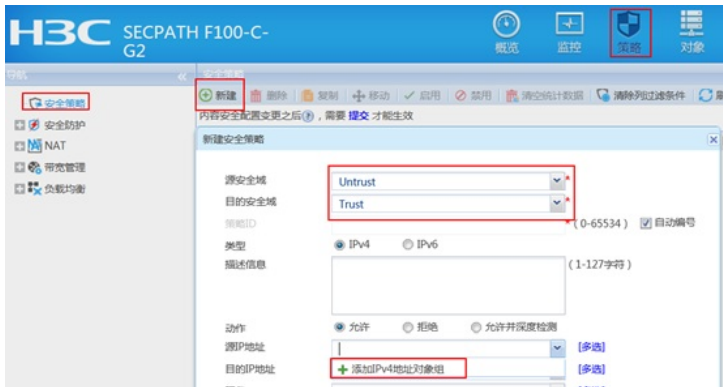 H3C SECPATH F100-C-G2
概览 监控 策略 对象
导航 « 安全策略
新建 删除 复制 移动 启用 禁用 清空统计数据 清除列过滤条件
安全策略
内容安全配置变更之后,需要 提交 才能生效
安全防护
新建安全策略
NAT
带宽管理
负载均衡
源安全域 Untrust *
目的安全域 Trust *
策略ID * (0-65534) 自动编号
类型 IPv4 IPv6
描述信息 (1-127字符)
动作 允许 拒绝 允许并深度检测
源IP地址 [多选]
目的IP地址 添加IPv4地址对象组 [多选]